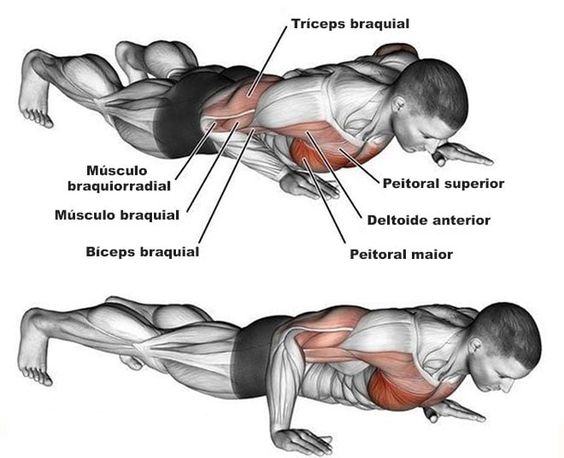 Tríceps braquial
Músculo
braquiorradial
Peitoral superior
Músculo braquial
Deltoide anterior
Bíceps braquial
Peitoral maior